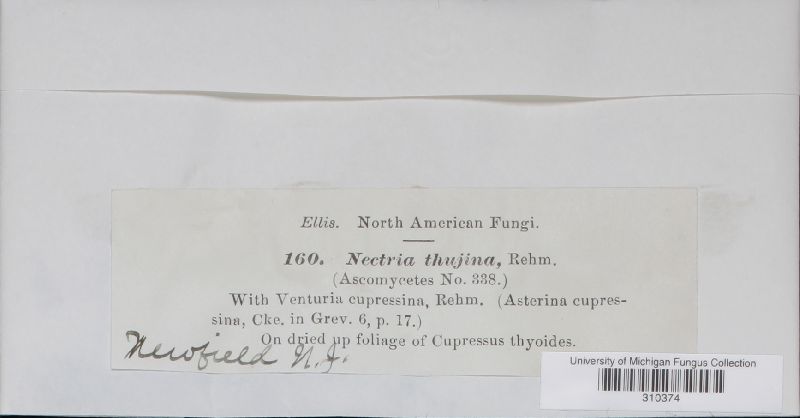 Ellis. North American Fungi.
160. Nectria thujina, Rehm.
(Ascomycetes No. 338.)
With Venturia cupressina, Rehm. (Asterina cupres-
sina, Cke. in Grev. 6, p. 17.)
On dried up foliage of Cupressus thyoides.
Newfield N.J.
University of Michigan Fungus Collection
310374